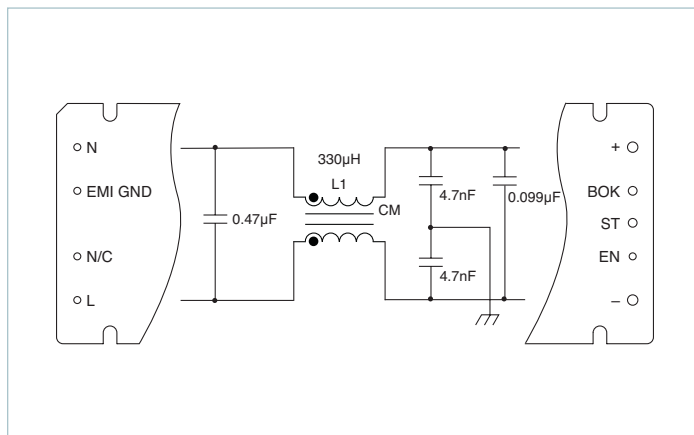 N
EMI GND
N/C
L
0.47µF
330µH
L1
CM
4.7nF
4.7nF
0.099µF
+
BOK
ST
EN
–